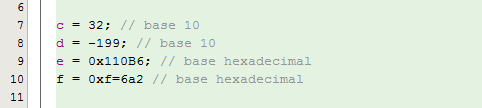 6
7 c = 32; // base 10
8 d = -199; // base 10
9 e = 0x110B6; // base hexadecimal
10 f = 0xf=6a2 // base hexadecimal
11